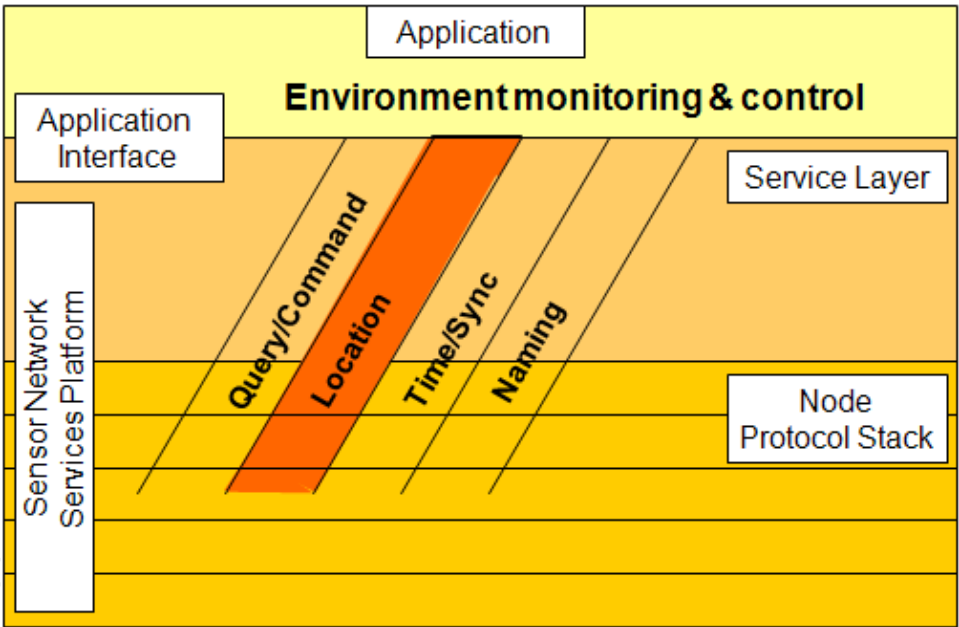 Application
Environment monitoring & control
Application
Interface
Service Layer
Query/Command
Location
Time/Sync
Naming
Sensor Network
Services Platform
Node
Protocol Stack